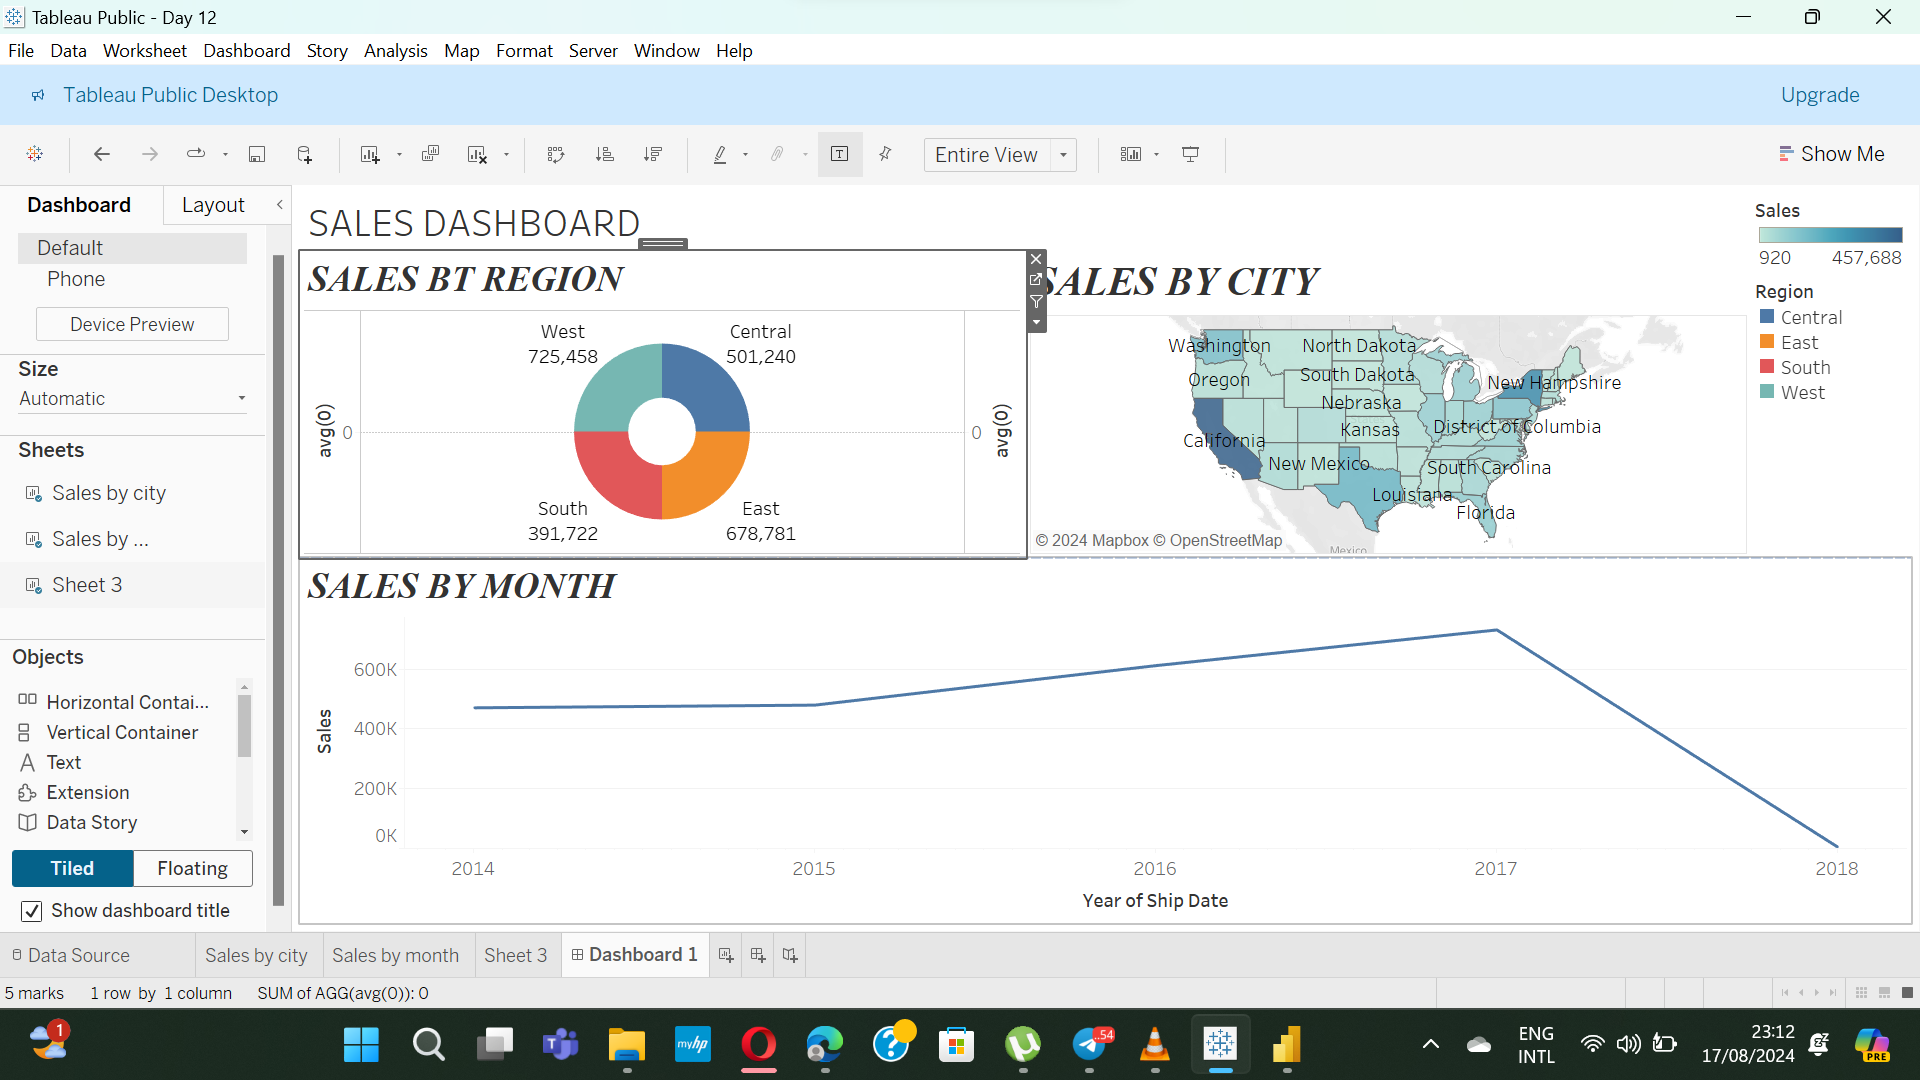 Tableau Public - Day 12
File Data Worksheet Dashboard Story Analysis Map Format Server Window Help
Tableau Public Desktop
Upgrade
Entire View
Show Me
Dashboard Layout
Default
Phone
Device Preview
Size
Automatic
Sheets
Sales by city
Sales by ...
Sheet 3
Objects
Horizontal Contai...
Vertical Container
Text
Extension
Data Story
Tiled Floating
Show dashboard title
SALES DASHBOARD
SALES BT REGION
West
725,458
Central
501,240
avg(0)
0
0
avg(0)
South
391,722
East
678,781
SALES BY CITY
Washington
North Dakota
Oregon
South Dakota
New Hampshire
Nebraska
Kansas
District of Columbia
California
New Mexico
South Carolina
Louisiana
Florida
Mexico
© 2024 Mapbox © OpenStreetMap
Sales
920 457,688
Region
Central
East
South
West
SALES BY MONTH
Sales
600K
400K
200K
0K
2014 2015 2016 2017 2018
Year of Ship Date
Data Source Sales by city Sales by month Sheet 3 Dashboard 1
5 marks 1 row by 1 column SUM of AGG(avg(0)): 0
1
T
myhp
..54
ENG
INTL
23:12
17/08/2024
PRE